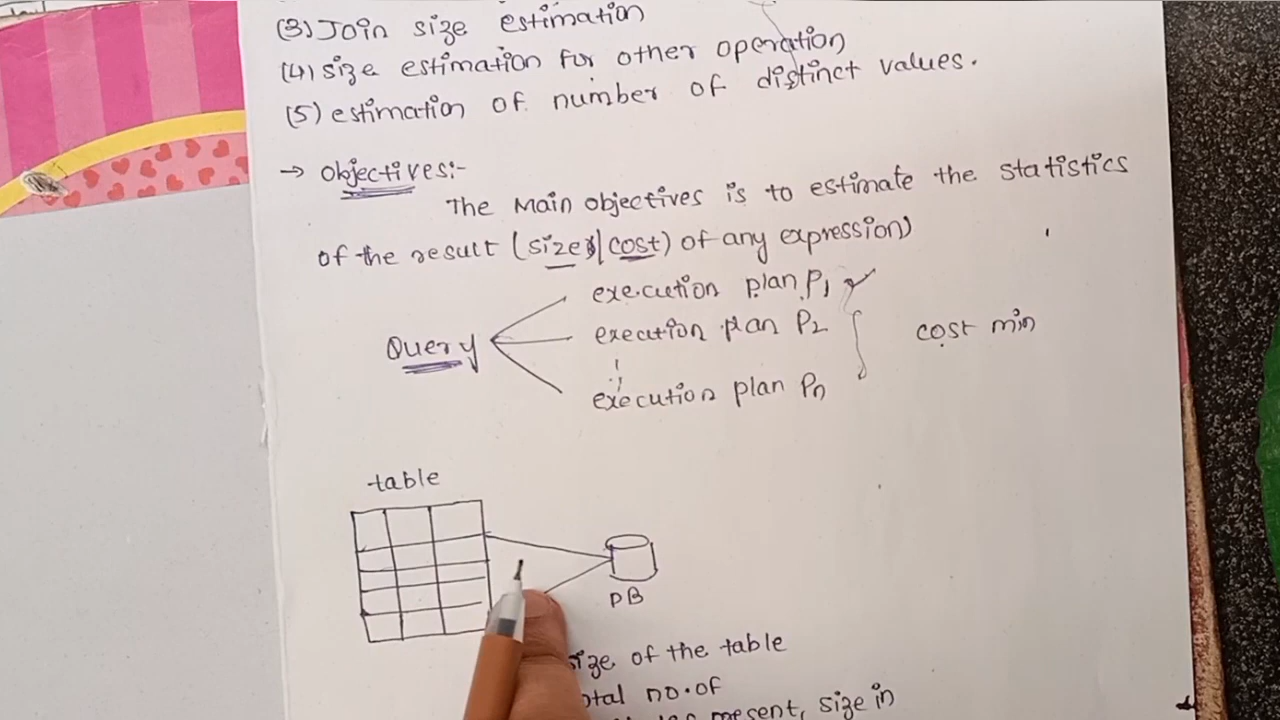 (3) Join size estimation
(4) size estimation for other operation
(5) estimation of number of distinct values.
→ Objectives:-
The Main objectives is to estimate the statistics
of the result (size | cost) of any expression)
execution plan P1
Query execution plan P2 cost min
execution plan Pn
table
DB
size of the table
total no. of
present, size in